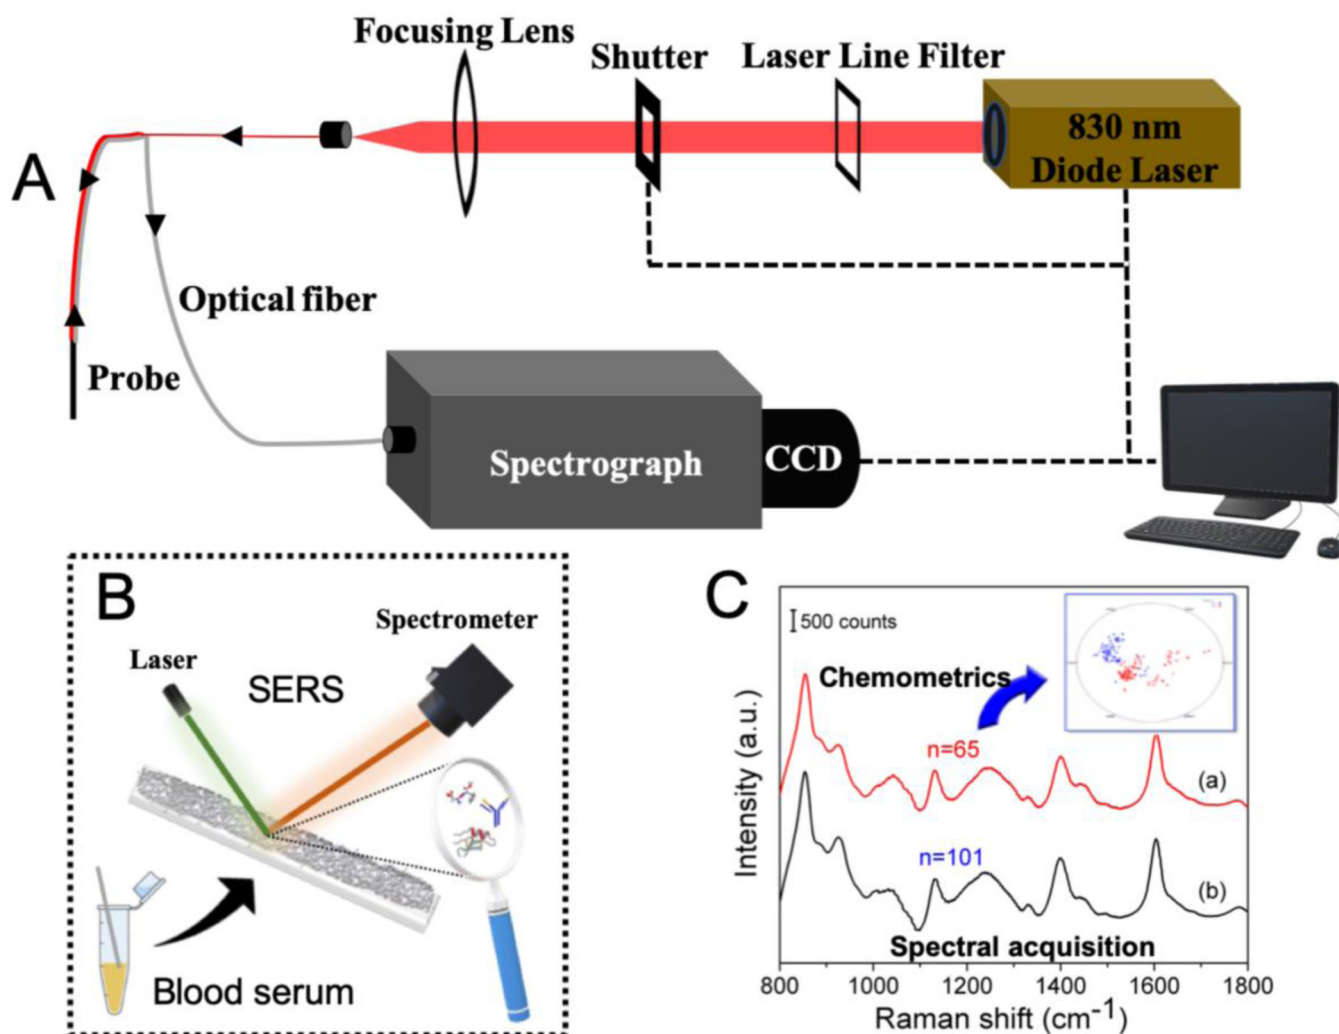 Focusing Lens
Shutter
Laser Line Filter
830 nm
Diode Laser
A
Optical fiber
Probe
Spectrograph
CCD
B
Spectrometer
Laser
SERS
Blood serum
C
500 counts
Chemometrics
n=65
(a)
n=101
(b)
Spectral acquisition
Intensity (a.u.)
800 1000 1200 1400 1600 1800
Raman shift (cm⁻¹)